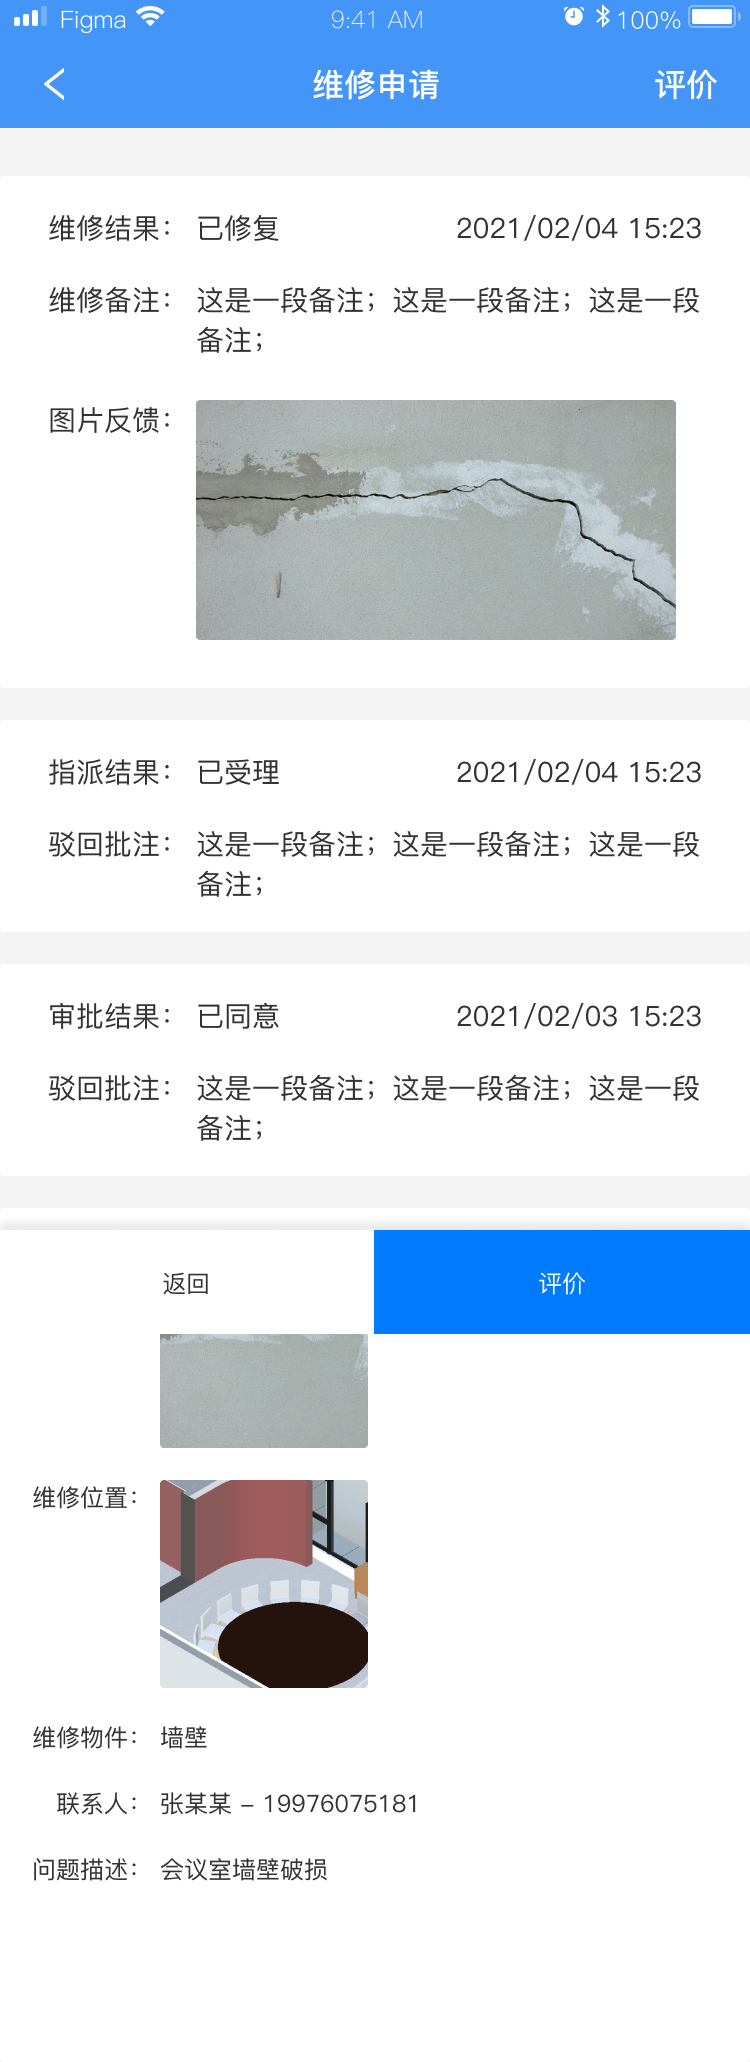 Figma 9:41 AM 100%
维修申请 评价
维修结果： 已修复 2021/02/04 15:23
维修备注： 这是一段备注；这是一段备注；这是一段
备注；
图片反馈：
指派结果： 已受理 2021/02/04 15:23
驳回批注： 这是一段备注；这是一段备注；这是一段
备注；
审批结果： 已同意 2021/02/03 15:23
驳回批注： 这是一段备注；这是一段备注；这是一段
备注；
返回 评价
维修位置：
维修物件： 墙壁
联系人： 张某某 – 19976075181
问题描述： 会议室墙壁破损